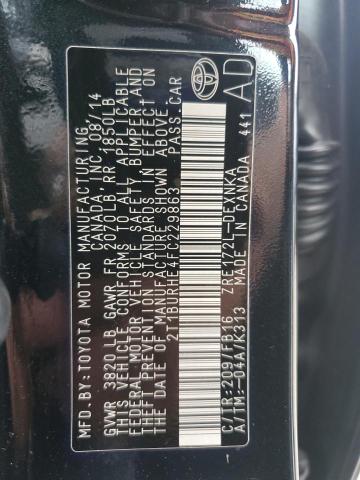 MFD.BY:TOYOTA MOTOR MANUFACTURING
CANADA, INC. 08/14
GVWR 3820LB GAWR FR 2070LB RR 1850LB
THIS VEHICLE CONFORMS TO ALL APPLICABLE
FEDERAL MOTOR VEHICLE SAFETY, BUMPER, AND
THEFT PREVENTION STANDARDS IN EFFECT ON
THE DATE OF MANUFACTURE SHOWN ABOVE.
2T1BURHE4FC229863 PASS.CAR
C/TR:209/FB16 ZRE172L-DEXNKA
A/TM:-04A/K313 MADE IN CANADA
441
AD